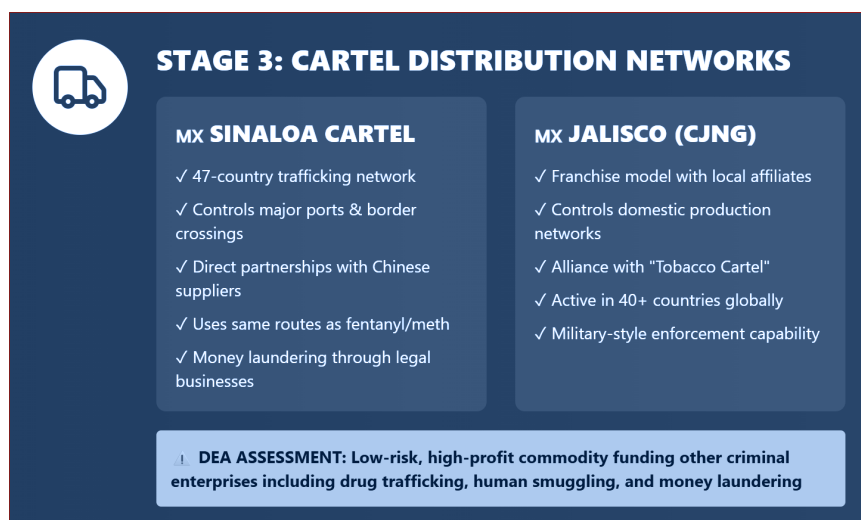 STAGE 3: CARTEL DISTRIBUTION NETWORKS
MX SINALOA CARTEL
✓ 47-country trafficking network
✓ Controls major ports & border
crossings
✓ Direct partnerships with Chinese
suppliers
✓ Uses same routes as fentanyl/meth
✓ Money laundering through legal
businesses
MX JALISCO (CJNG)
✓ Franchise model with local affiliates
✓ Controls domestic production
networks
✓ Alliance with "Tobacco Cartel"
✓ Active in 40+ countries globally
✓ Military-style enforcement capability
⚠ DEA ASSESSMENT: Low-risk, high-profit commodity funding other criminal
enterprises including drug trafficking, human smuggling, and money laundering